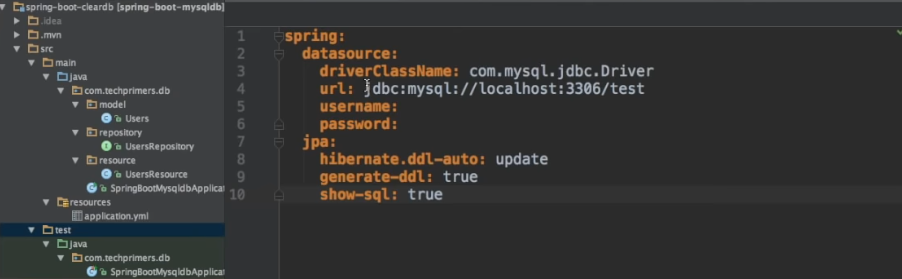 spring-boot-cleardb [spring-boot-mysqldb]
.idea
.mvn
src
main
java
com.techprimers.db
model
Users
repository
UsersRepository
resource
UsersResource
SpringBootMysqldbApplicat
resources
application.yml
test
java
com.techprimers.db
SpringBootMysqldbApplicat
1 spring:
2 datasource:
3 driverClassName: com.mysql.jdbc.Driver
4 url: jdbc:mysql://localhost:3306/test
5 username:
6 password:
7 jpa:
8 hibernate.ddl-auto: update
9 generate-ddl: true
10 show-sql: true